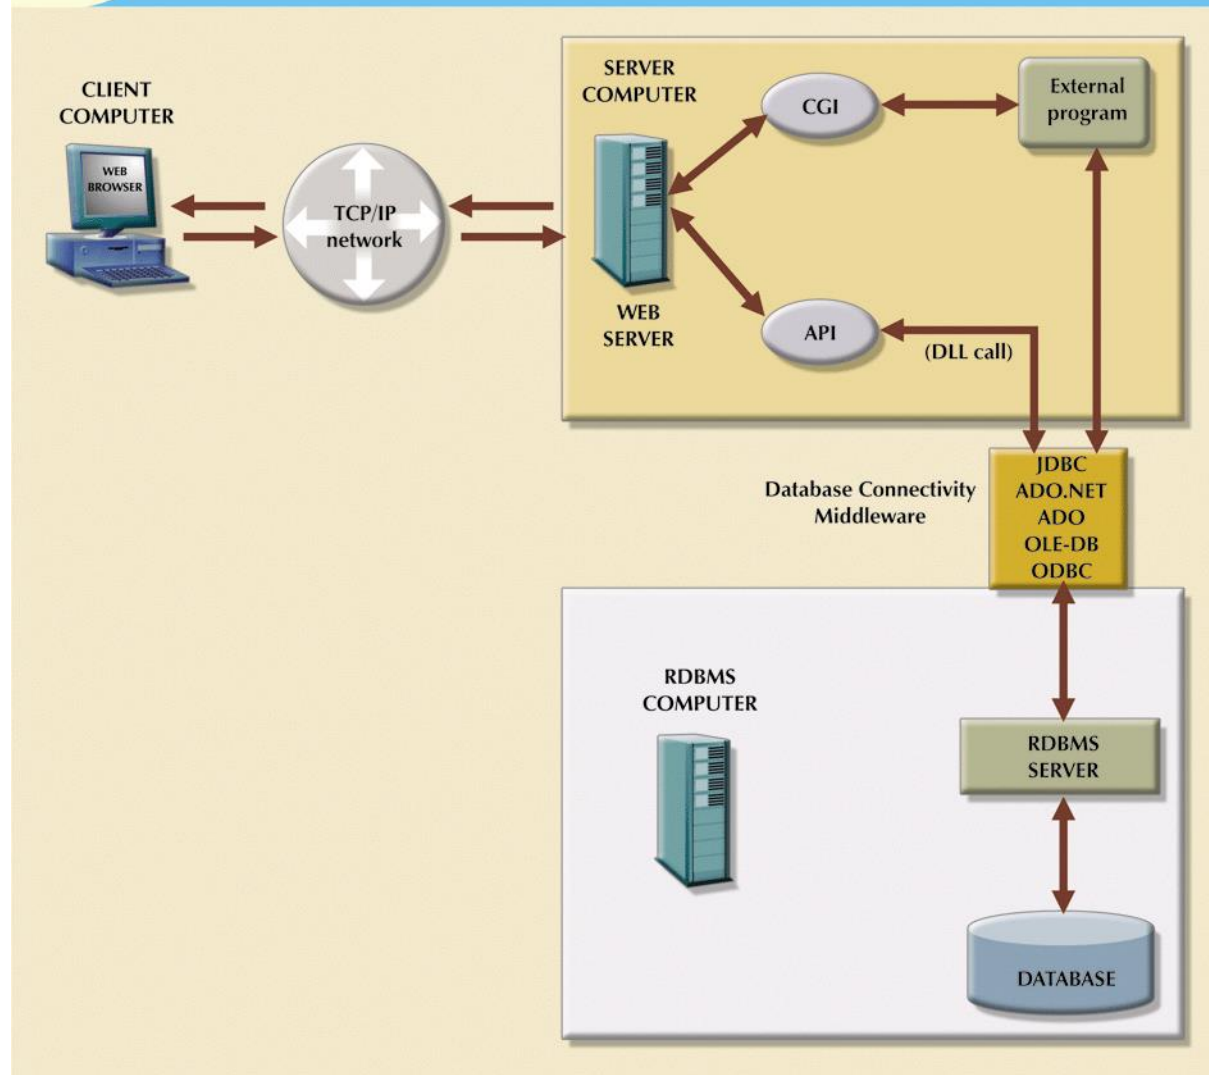 CLIENT
COMPUTER
WEB
BROWSER
TCP/IP
network
SERVER
COMPUTER
WEB
SERVER
CGI
External
program
API
(DLL call)
Database Connectivity
Middleware
JDBC
ADO.NET
ADO
OLE-DB
ODBC
RDBMS
COMPUTER
RDBMS
SERVER
DATABASE